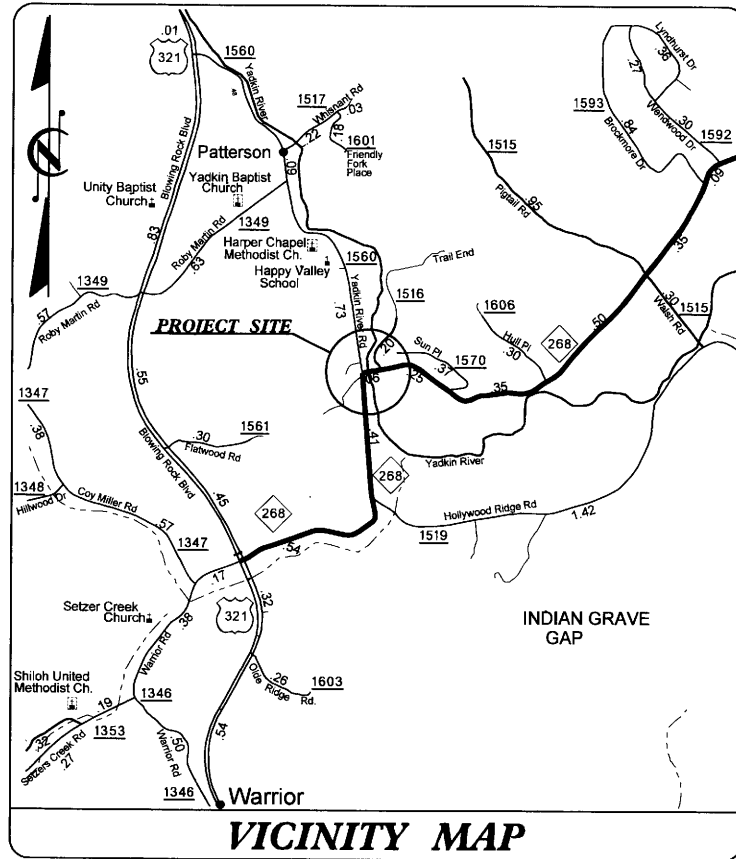 .01
321
1560
.48
Yadkin River
1517
Whisnant Rd
.03
.22
.18
1601
Friendly
Fork
Place
Patterson
.09
Blowing Rock Blvd
Unity Baptist
Church
Yadkin Baptist
Church
1349
Roby Martin Rd
.63
.83
Harper Chapel
Methodist Ch.
Happy Valley
School
1560
Yadkin River Rd
.73
Trail End
1516
1349
.57
Roby Martin Rd
Lyndhurst Dr
.36
.27
Wendwood Dr
.30
1592
1593
.84
Brockmore Dr
.09
1515
Pigtail Rd
.95
.35
.30
Walsh Rd
1515
1606
Hull Pl
.30
268
.50
PROJECT SITE
.20
Sun Pl
.37
1570
.06
.25
.35
1347
.38
.55
1561
.30
Flatwood Rd
.41
Yadkin River
268
1348
Hillwood Dr
Coy Miller Rd
.57
1347
Blowing Rock Blvd
.45
268
.54
Hollywood Ridge Rd
1519
1.42
.17
Setzer Creek
Church
.38
Warrior Rd
321
.32
INDIAN GRAVE
GAP
Shiloh United
Methodist Ch.
.19
1346
Olde Ridge Rd.
.26
1603
.32
Setzers Creek Rd
.27
1353
.50
Warrior Rd
1346
.54
Warrior
VICINITY MAP